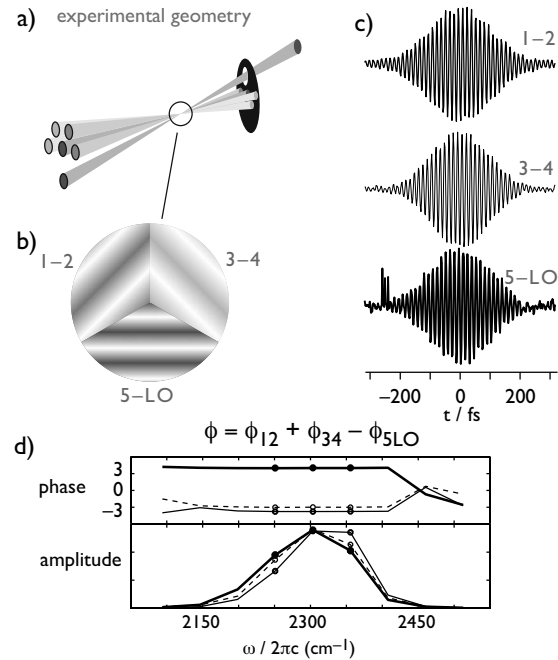 a) experimental geometry
b)
1–2
3–4
5–LO
c)
1–2
3–4
5–LO
−200 0 200
t / fs
d) ϕ = ϕ12 + ϕ34 − ϕ5LO
phase
3
0
−3
amplitude
2150 2300 2450
ω / 2πc (cm−1)